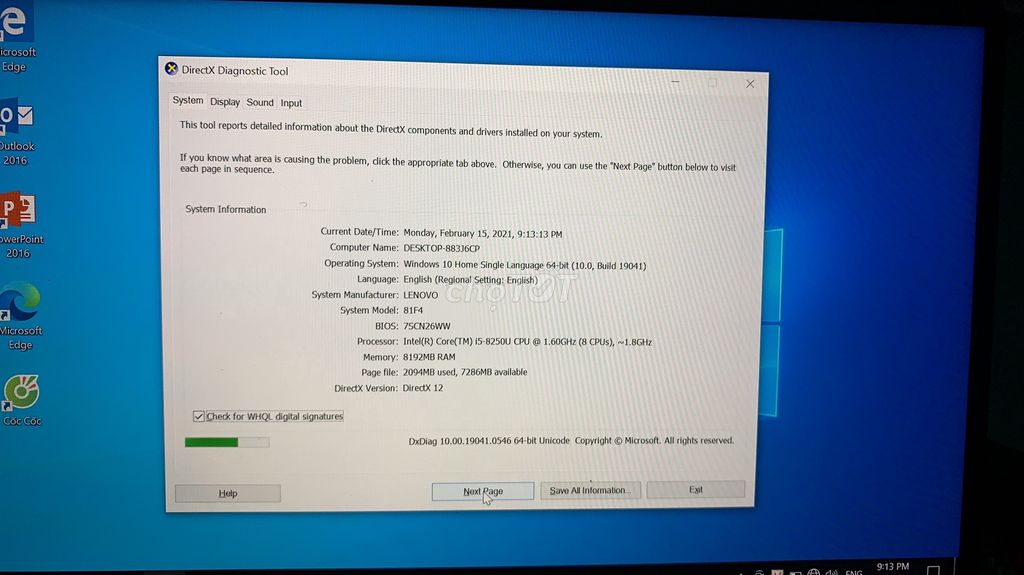 DirectX Diagnostic Tool
System Display Sound Input
This tool reports detailed information about the DirectX components and drivers installed on your system.
If you know what area is causing the problem, click the appropriate tab above. Otherwise, you can use the "Next Page" button below to visit
each page in sequence.
System Information
Current Date/Time: Monday, February 15, 2021, 9:13:13 PM
Computer Name: DESKTOP-883J6CP
Operating System: Windows 10 Home Single Language 64-bit (10.0, Build 19041)
Language: English (Regional Setting: English)
System Manufacturer: LENOVO
System Model: 81F4
BIOS: 7SCN26WW
Processor: Intel(R) Core(TM) i5-8250U CPU @ 1.60GHz (8 CPUs), ~1.8GHz
Memory: 8192MB RAM
Page file: 2094MB used, 7286MB available
DirectX Version: DirectX 12
Check for WHQL digital signatures
DxDiag 10.00.19041.0546 64-bit Unicode Copyright © Microsoft. All rights reserved.
Help
Next Page
Save All Information...
Exit
icrosoft
Edge
Outlook
2016
owerPoint
2016
Microsoft
Edge
Cốc Cốc
chợTỐT
ENG
9:13 PM